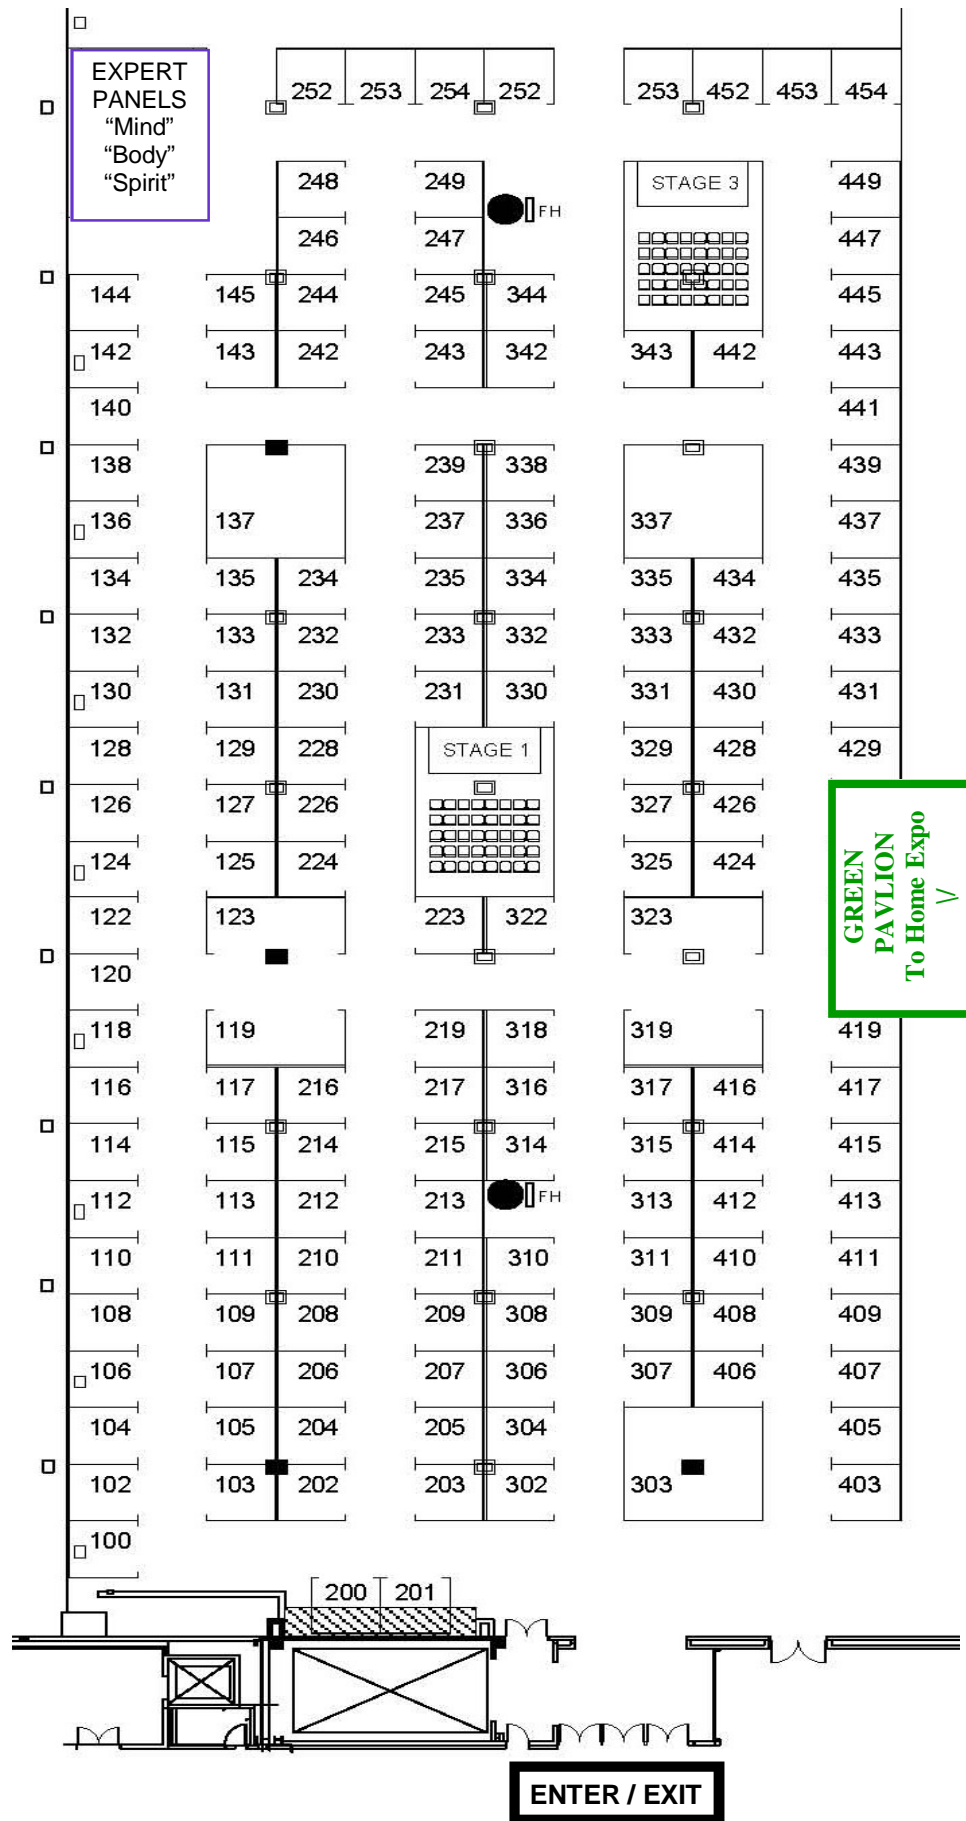 EXPERT
PANELS
“Mind”
“Body”
“Spirit”
252 253 254 252 253 452 453 454
248 249 STAGE 3 449
FH
246 247 447
144 145 244 245 344 445
142 143 242 243 342 343 442 443
140 441
138 239 338 439
136 137 237 336 337 437
134 135 234 235 334 335 434 435
132 133 232 233 332 333 432 433
130 131 230 231 330 331 430 431
128 129 228 STAGE 1 329 428 429
126 127 226 327 426
124 125 224 325 424
GREEN
PAVLION
To Home Expo
\/
122 123 223 322 323
120
118 119 219 318 319 419
116 117 216 217 316 317 416 417
114 115 214 215 314 315 414 415
112 113 212 213 FH 313 412 413
110 111 210 211 310 311 410 411
108 109 208 209 308 309 408 409
106 107 206 207 306 307 406 407
104 105 204 205 304 405
102 103 202 203 302 303 403
100
200 201
ENTER / EXIT